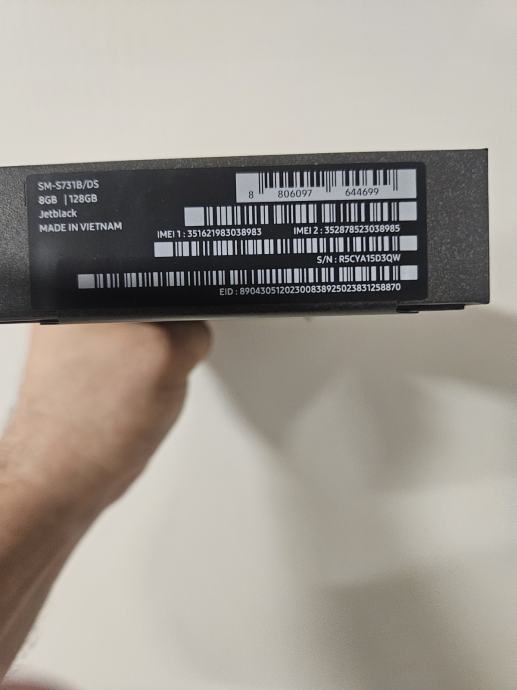 SM-S731B/DS
8GB | 128GB
Jetblack
MADE IN VIETNAM
8 806097 644699
IMEI 1 : 351621983038983 IMEI 2 : 352878523038985
S/N : R5CYA15D3QW
EID : 89043051202300838925023831258870